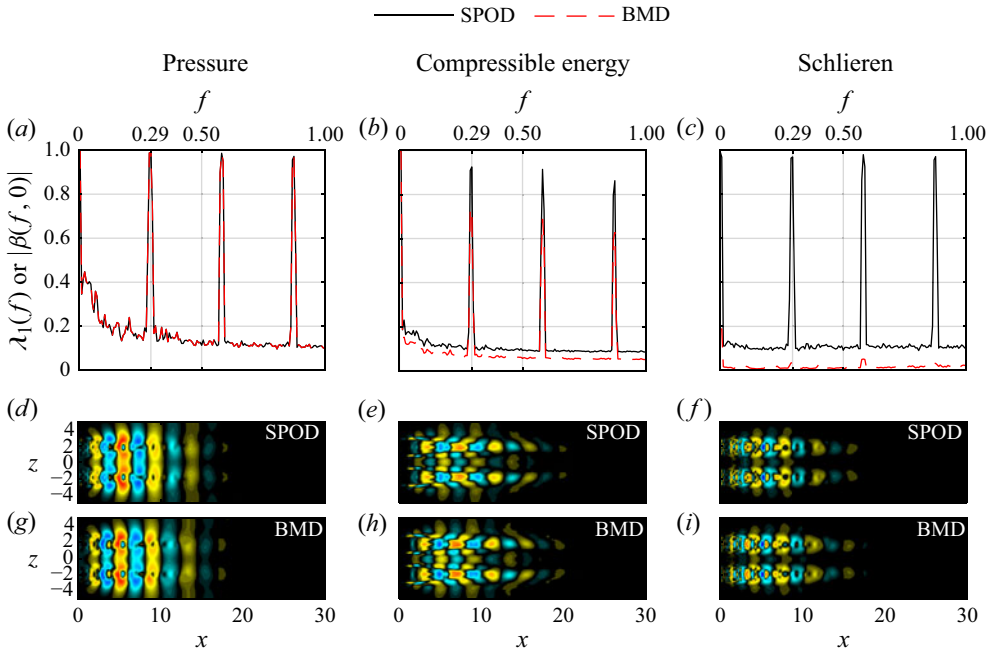 SPOD BMD
Pressure Compressible energy Schlieren
f f f
(a) (b) (c)
0 0.29 0.50 1.00 0 0.29 0.50 1.00 0 0.29 0.50 1.00
1.0
0.8
0.6
0.4
0.2
0
λ1(f) or |β(f, 0)|
(d) (e) (f)
4
2
0
−2
−4
z
SPOD SPOD SPOD
(g) (h) (i)
4
2
0
−2
−4
z
BMD BMD BMD
0 10 20 30 0 10 20 30 0 10 20 30
x x x